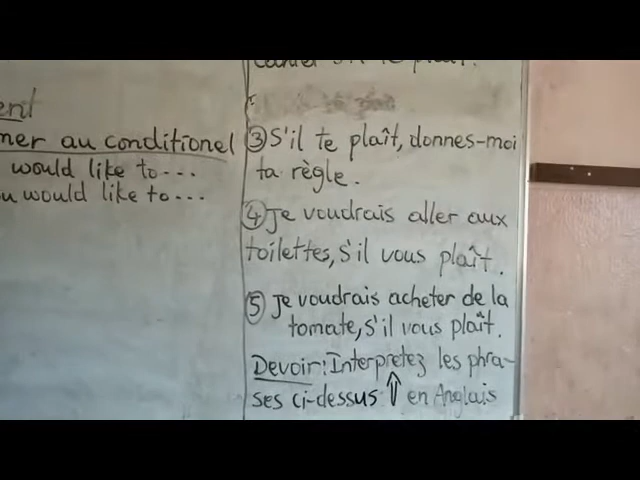 ent
mer au conditionel
would like to...
u would like to...
③ S'il te plaît, donnes-moi
ta règle.
④ Je voudrais aller aux
toilettes, s'il vous plaît.
⑤ Je voudrais acheter de la
tomate, s'il vous plaît.
Devoir: Interpretez les phra-
ses ci-dessus ⇑ en Anglais